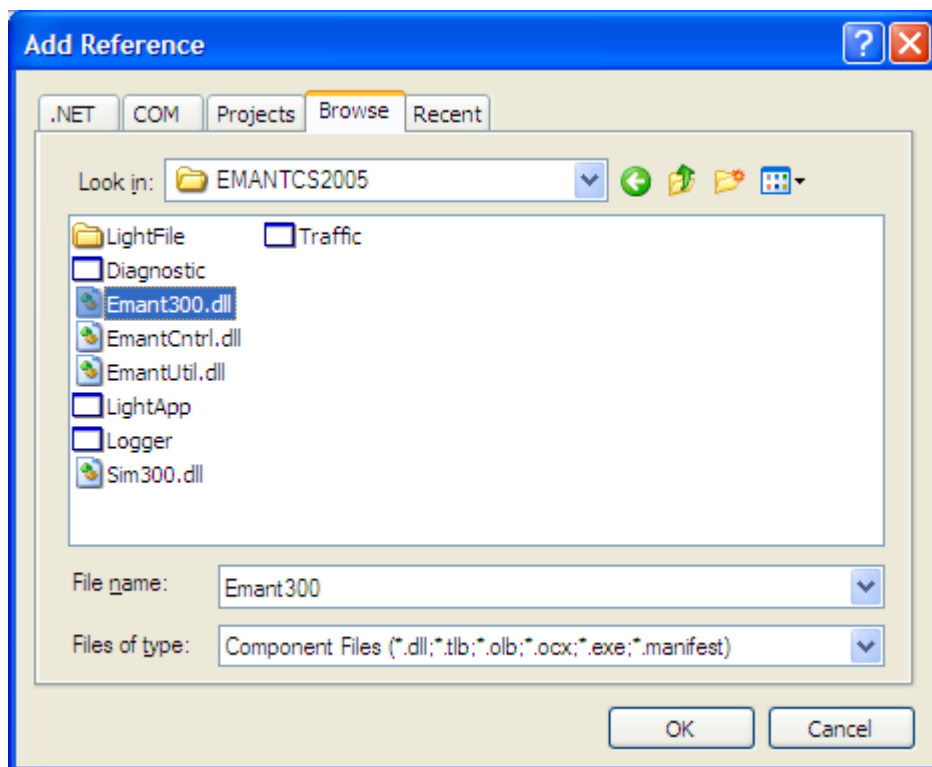 Add Reference
.NET COM Projects Browse Recent
Look in: EMANTCS2005
LightFile Traffic
Diagnostic
Emant300.dll
EmantCntrl.dll
EmantUtil.dll
LightApp
Logger
Sim300.dll
File name: Emant300
Files of type: Component Files (*.dll;*.tlb;*.olb;*.ocx;*.exe;*.manifest)
OK Cancel